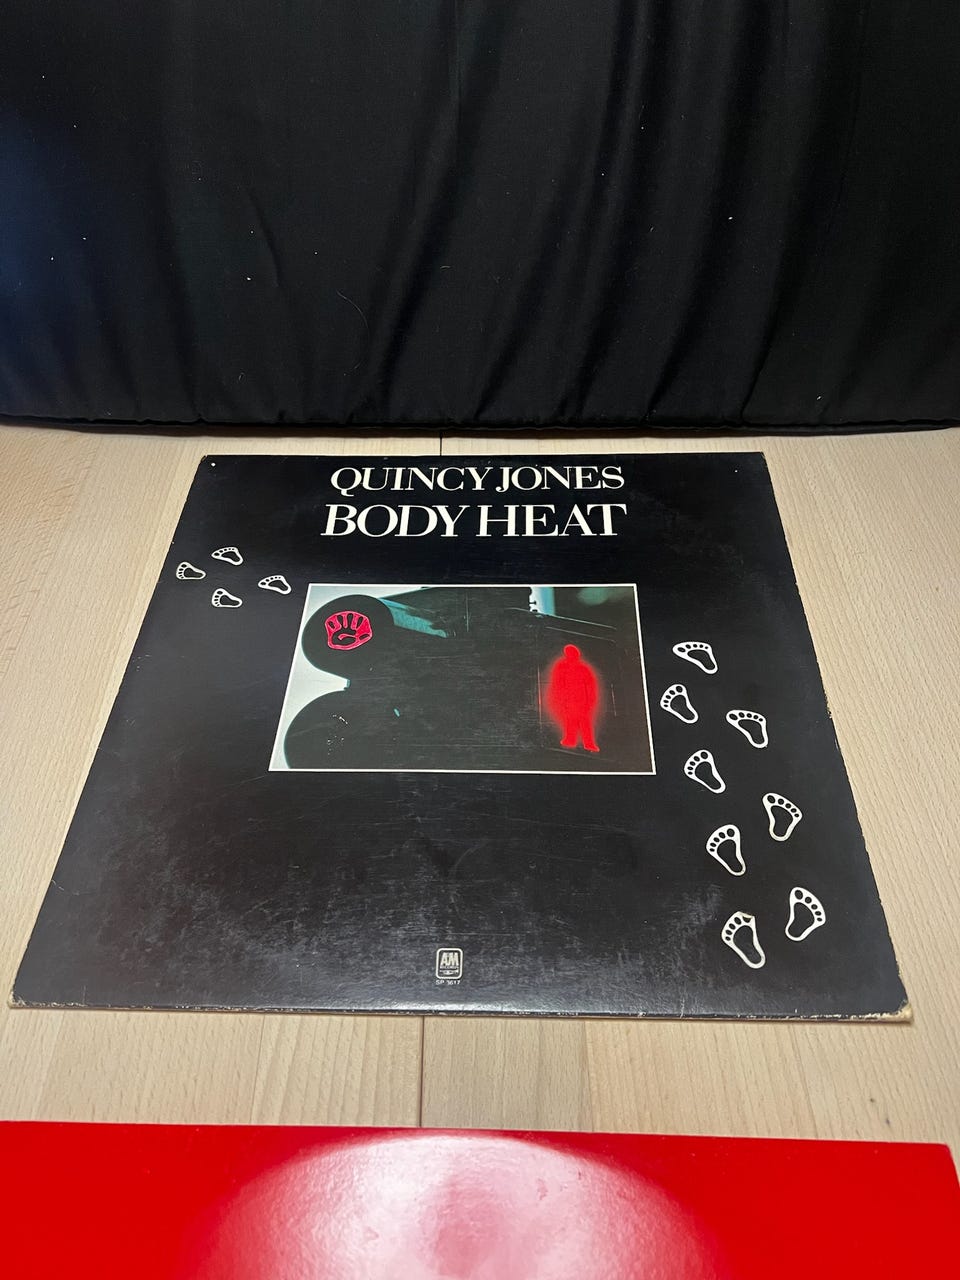 QUINCY JONES
BODY HEAT
A&M
SP 3617